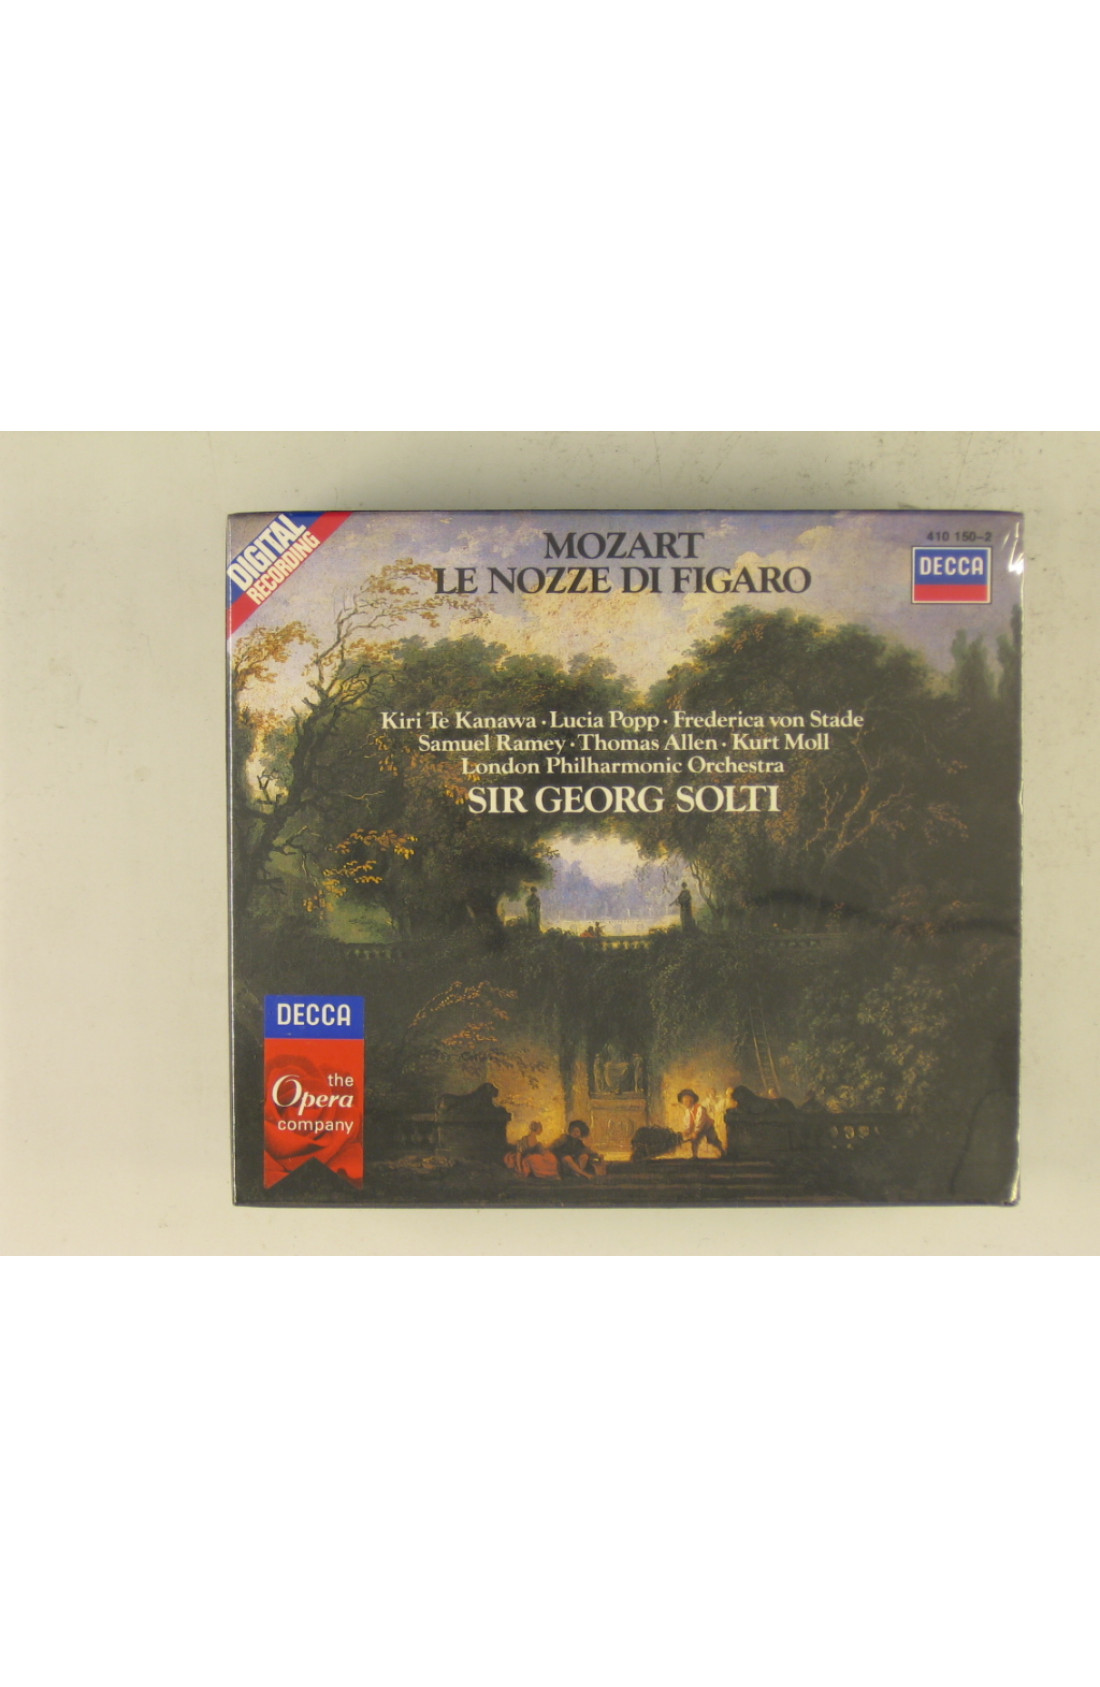 DIGITAL
RECORDING
MOZART
LE NOZZE DI FIGARO
410 150-2
DECCA
Kiri Te Kanawa · Lucia Popp · Frederica von Stade
Samuel Ramey · Thomas Allen · Kurt Moll
London Philharmonic Orchestra
SIR GEORG SOLTI
DECCA
the
Opera
company